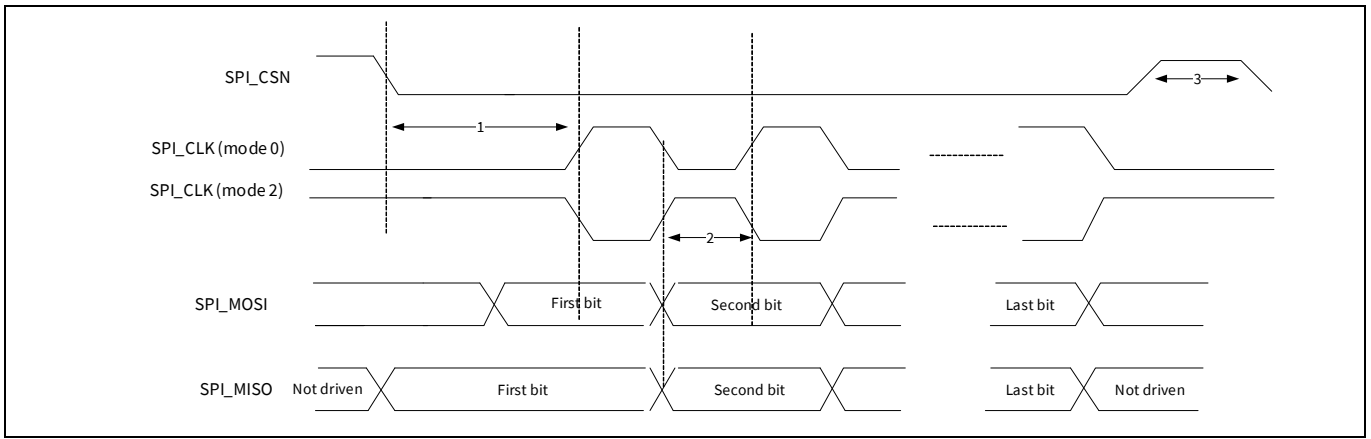 SPI_CSN
3
1
SPI_CLK (mode 0)
SPI_CLK (mode 2)
2
SPI_MOSI First bit Second bit Last bit
SPI_MISO Not driven First bit Second bit Last bit Not driven